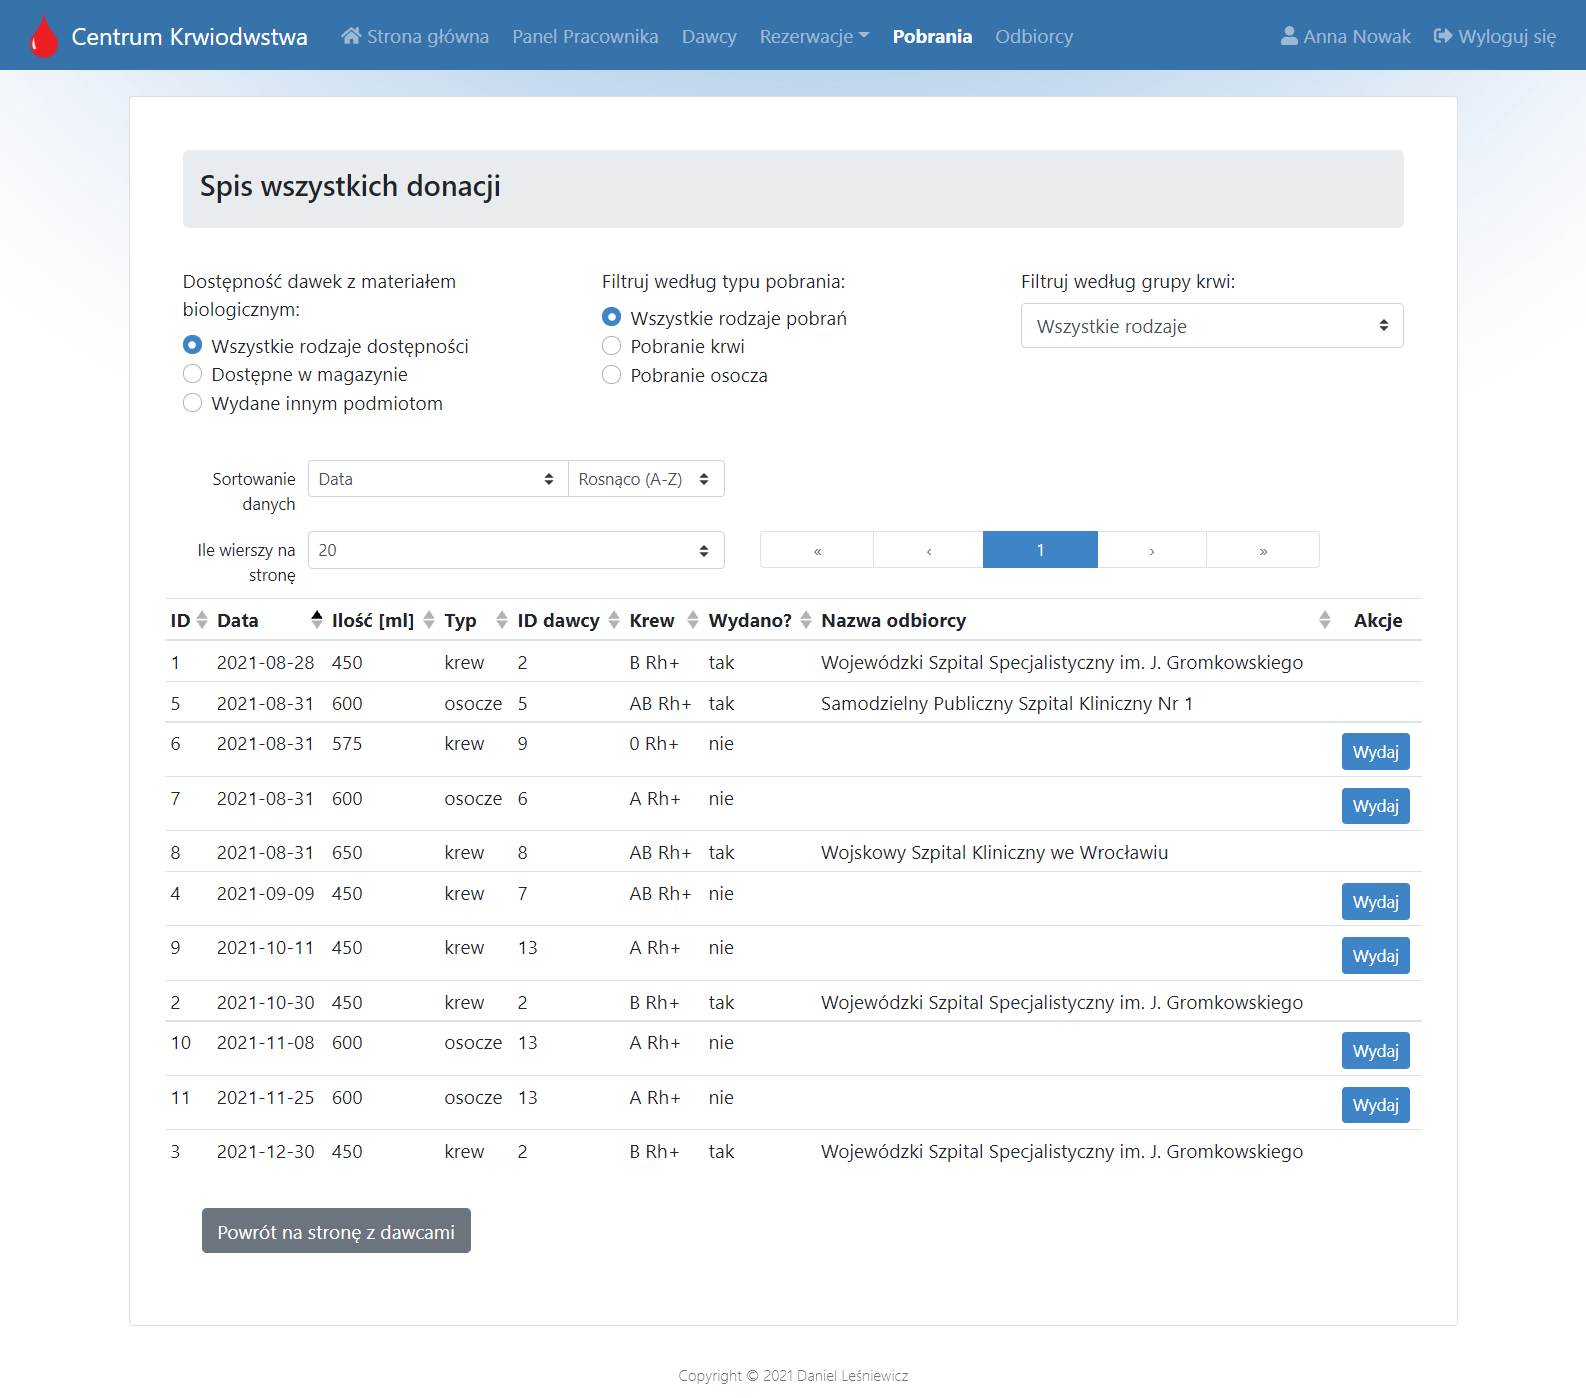 Centrum Krwiodwstwa Strona główna Panel Pracownika Dawcy Rezerwacje Pobrania Odbiorcy Anna Nowak Wyloguj się
Spis wszystkich donacji
Dostępność dawek z materiałem
biologicznym:
Wszystkie rodzaje dostępności
Dostępne w magazynie
Wydane innym podmiotom
Filtruj według typu pobrania:
Wszystkie rodzaje pobrań
Pobranie krwi
Pobranie osocza
Filtruj według grupy krwi:
Wszystkie rodzaje
Sortowanie
danych
Data Rosnąco (A-Z)
Ile wierszy na
stronę
20
« ‹ 1 › »
ID Data Ilość [ml] Typ ID dawcy Krew Wydano? Nazwa odbiorcy Akcje
1 2021-08-28 450 krew 2 B Rh+ tak Wojewódzki Szpital Specjalistyczny im. J. Gromkowskiego
5 2021-08-31 600 osocze 5 AB Rh+ tak Samodzielny Publiczny Szpital Kliniczny Nr 1
6 2021-08-31 575 krew 9 0 Rh+ nie Wydaj
7 2021-08-31 600 osocze 6 A Rh+ nie Wydaj
8 2021-08-31 650 krew 8 AB Rh+ tak Wojskowy Szpital Kliniczny we Wrocławiu
4 2021-09-09 450 krew 7 AB Rh+ nie Wydaj
9 2021-10-11 450 krew 13 A Rh+ nie Wydaj
2 2021-10-30 450 krew 2 B Rh+ tak Wojewódzki Szpital Specjalistyczny im. J. Gromkowskiego
10 2021-11-08 600 osocze 13 A Rh+ nie Wydaj
11 2021-11-25 600 osocze 13 A Rh+ nie Wydaj
3 2021-12-30 450 krew 2 B Rh+ tak Wojewódzki Szpital Specjalistyczny im. J. Gromkowskiego
Powrót na stronę z dawcami
Copyright © 2021 Daniel Leśniewicz